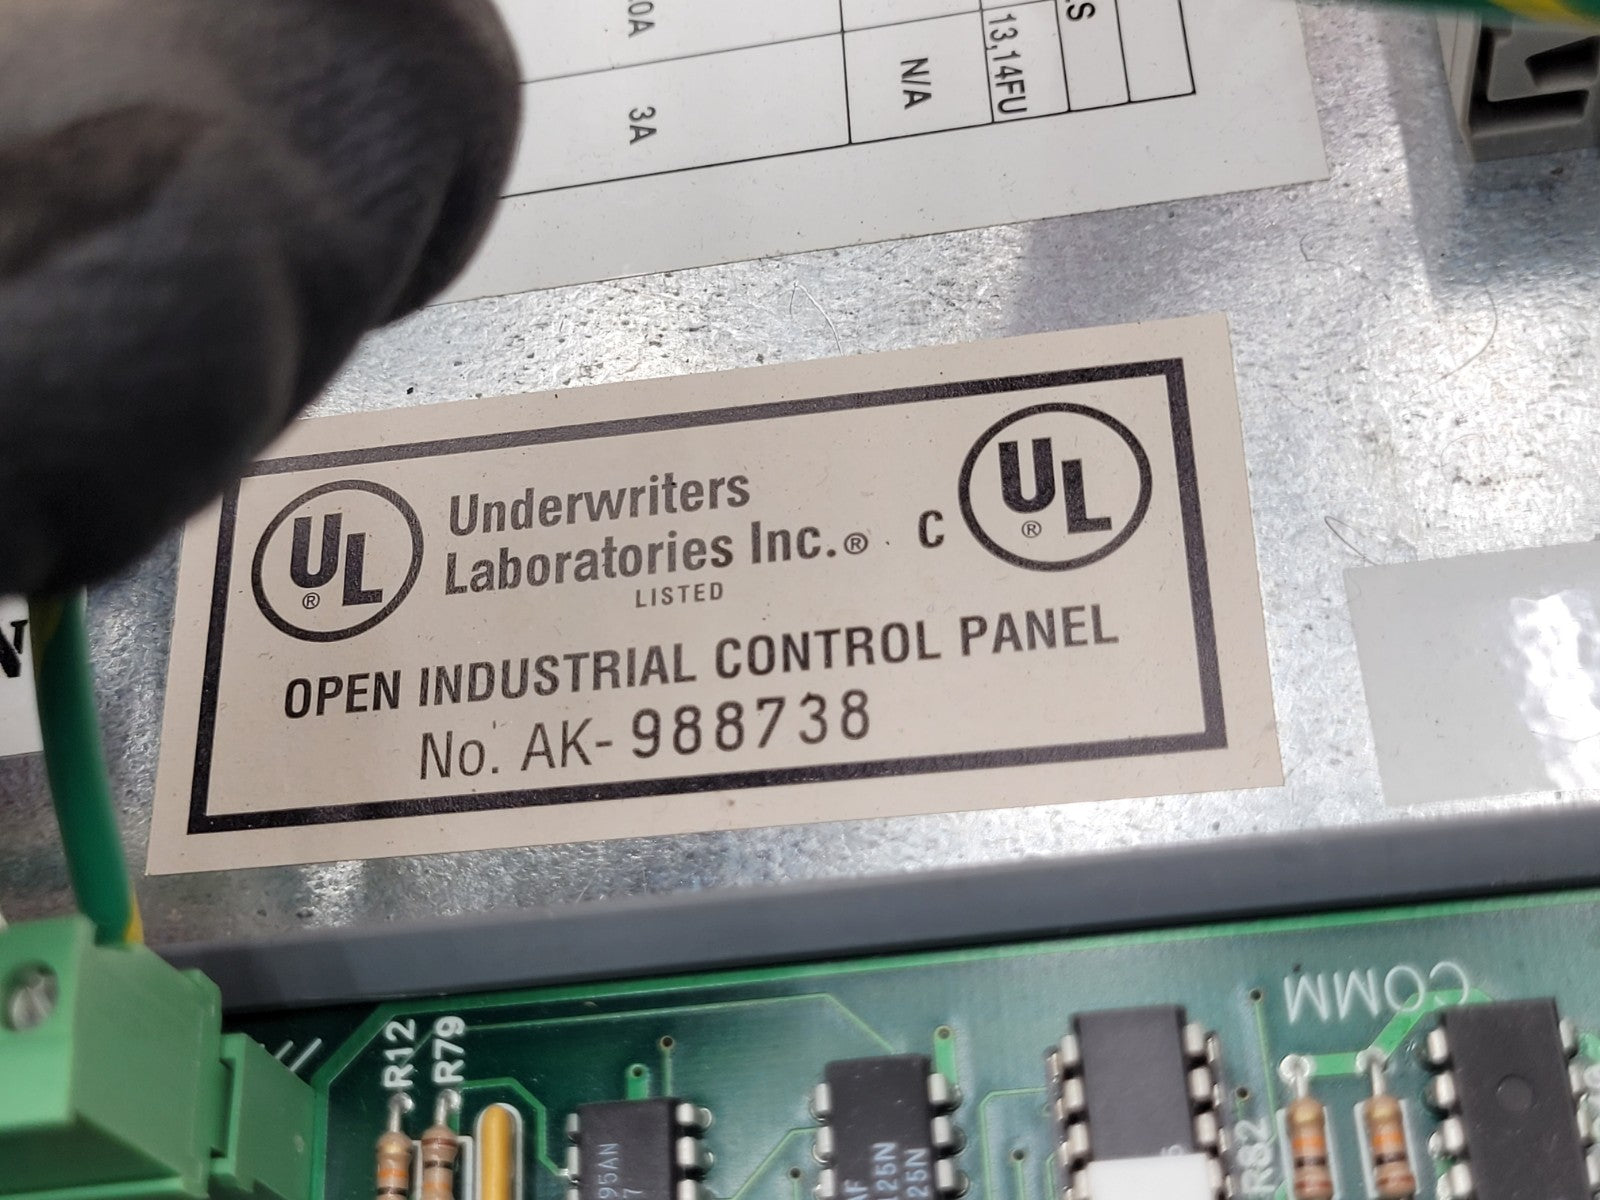 3A
N/A
13,14FU
UL ®
Underwriters
Laboratories Inc.®
C UL ®
LISTED
OPEN INDUSTRIAL CONTROL PANEL
No. AK-988738
COMM
R12
R79
R82